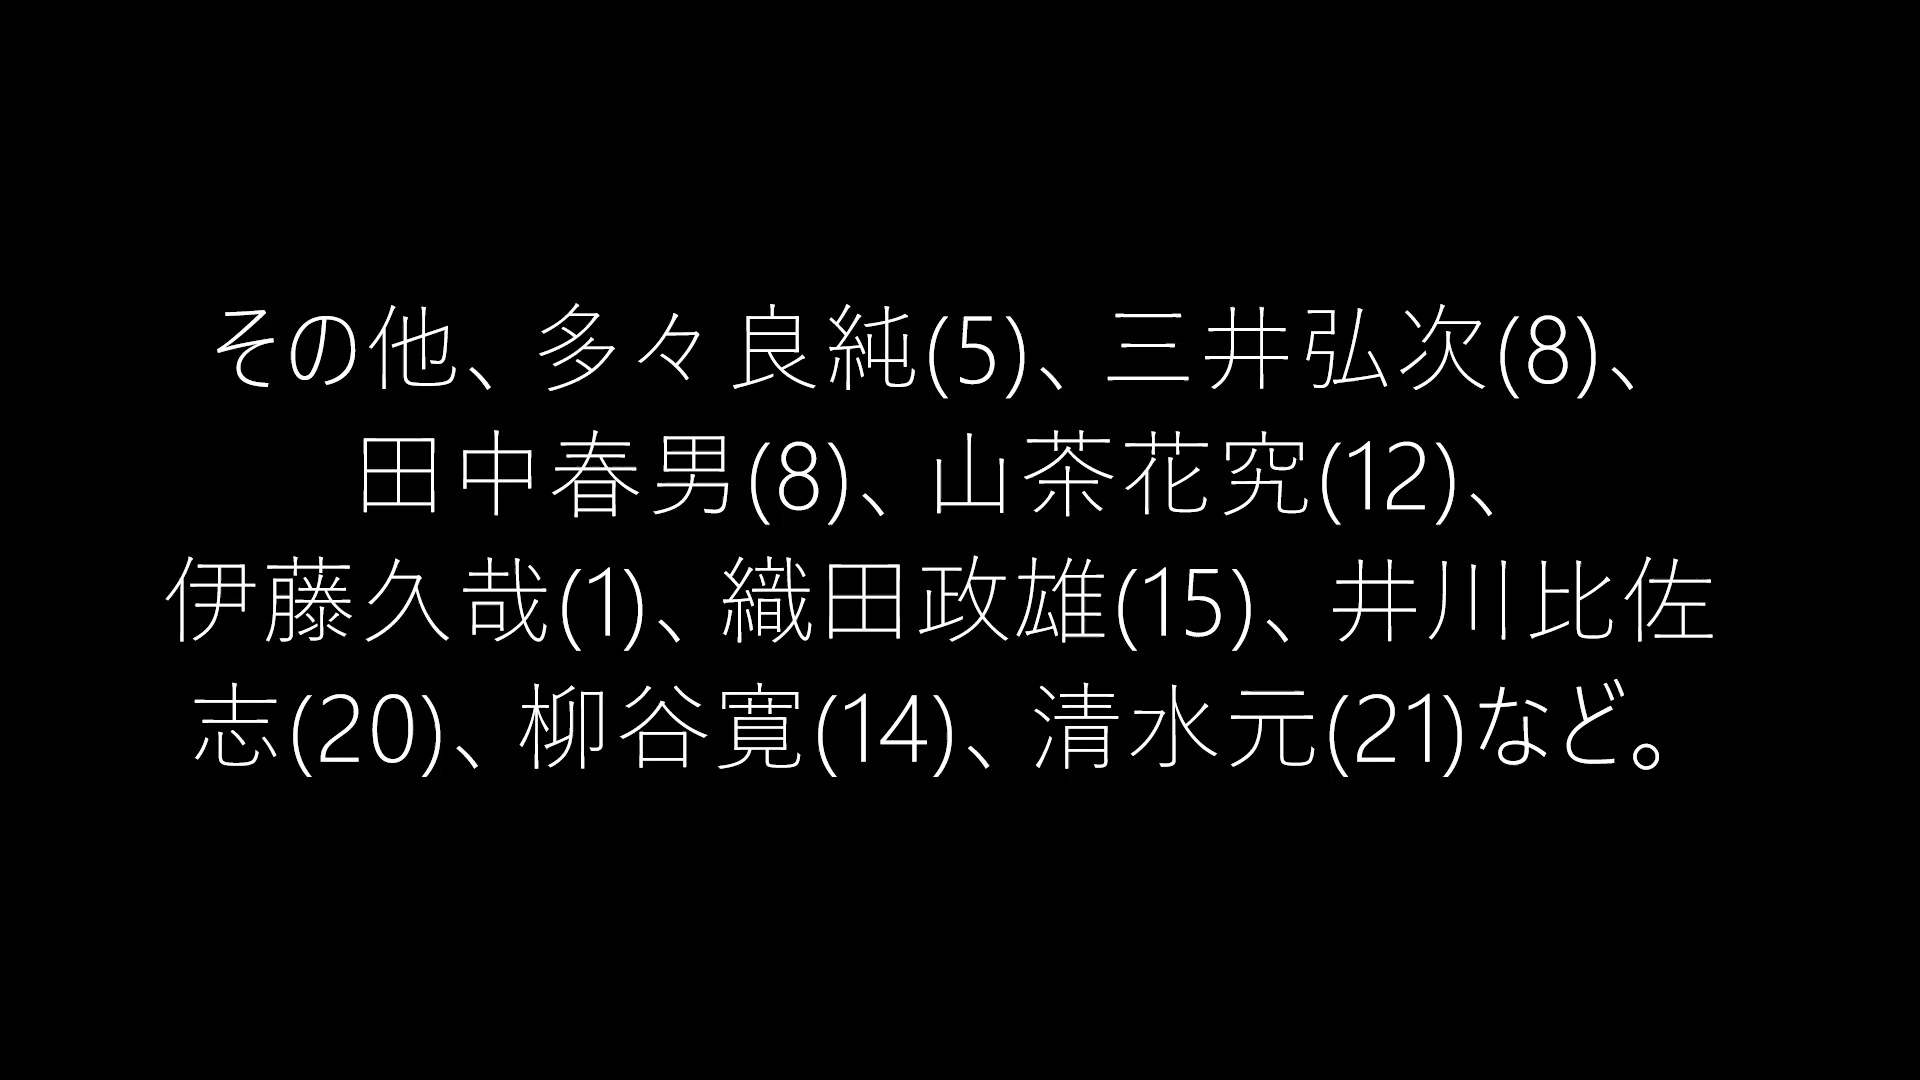 その他、多々良純(5)、三井弘次(8)、
田中春男(8)、山茶花究(12)、
伊藤久哉(1)、織田政雄(15)、井川比佐
志(20)、柳谷寛(14)、清水元(21)など。